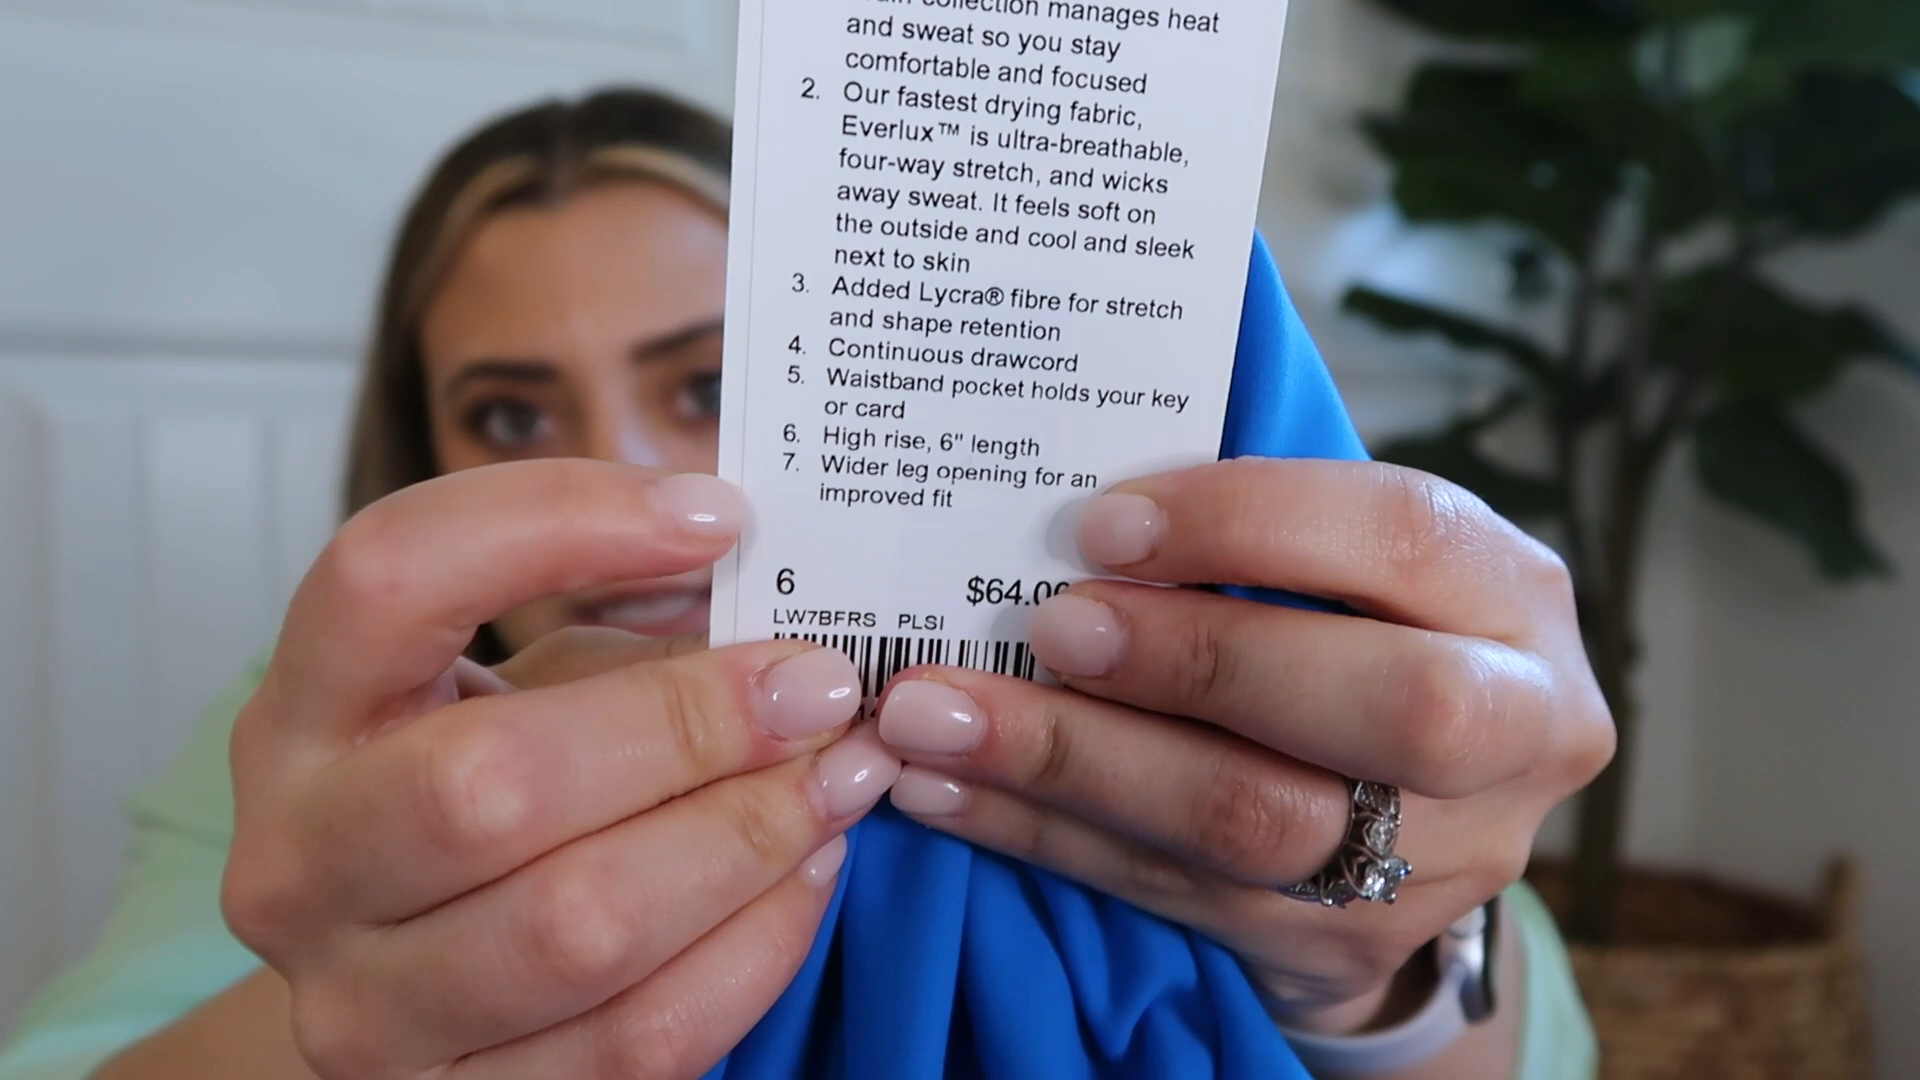 collection manages heat
and sweat so you stay
comfortable and focused
2. Our fastest drying fabric,
Everlux™ is ultra-breathable,
four-way stretch, and wicks
away sweat. It feels soft on
the outside and cool and sleek
next to skin
3. Added Lycra® fibre for stretch
and shape retention
4. Continuous drawcord
5. Waistband pocket holds your key
or card
6. High rise, 6" length
7. Wider leg opening for an
improved fit
6 $64.00
LW7BFRS PLSI